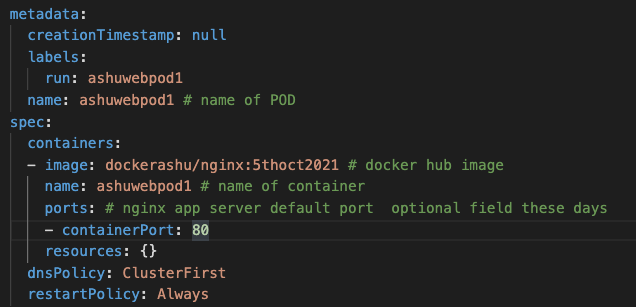 metadata:
creationTimestamp: null
labels:
run: ashuwebpod1
name: ashuwebpod1 # name of POD
spec:
containers:
- image: dockerashu/nginx:5thoct2021 # docker hub image
name: ashuwebpod1 # name of container
ports: # nginx app server default port  optional field these days
- containerPort: 80
resources: {}
dnsPolicy: ClusterFirst
restartPolicy: Always